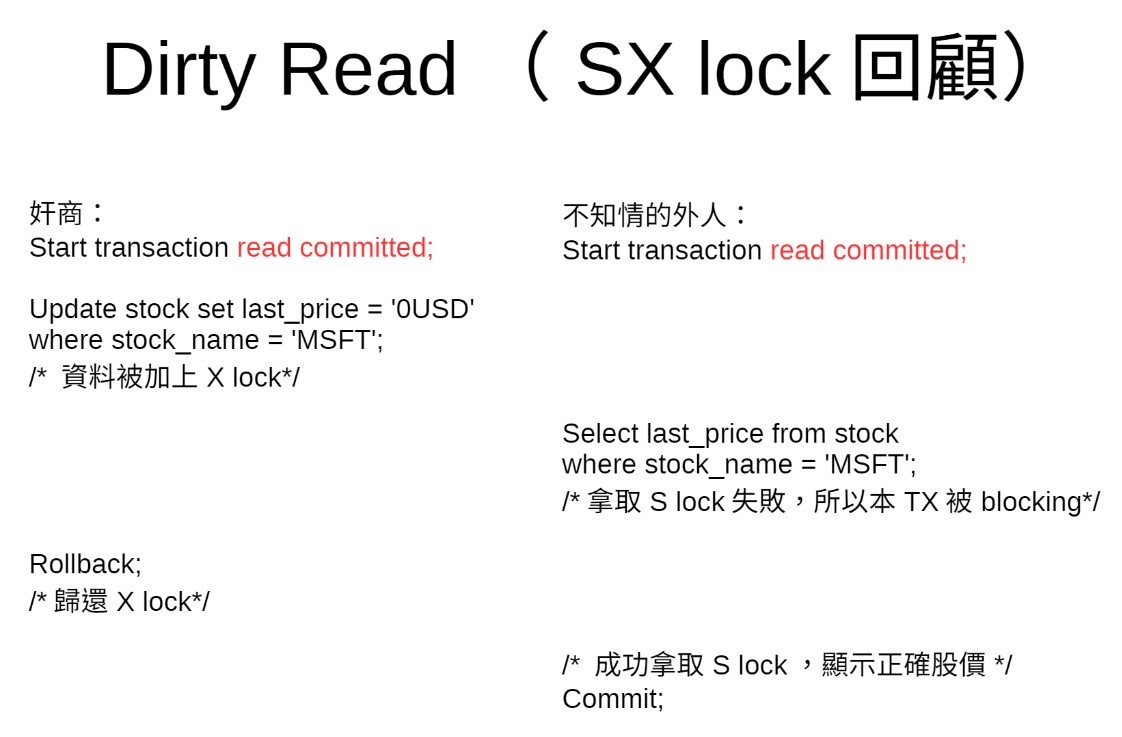 Dirty Read （ SX lock 回顧）
奸商：
Start transaction read committed;
Update stock set last_price = '0USD'
where stock_name = 'MSFT';
/*  資料被加上 X lock*/
Rollback;
/* 歸還 X lock*/
不知情的外人：
Start transaction read committed;
Select last_price from stock
where stock_name = 'MSFT';
/* 拿取 S lock 失敗，所以本 TX 被 blocking*/
/*  成功拿取 S lock ，顯示正確股價 */
Commit;